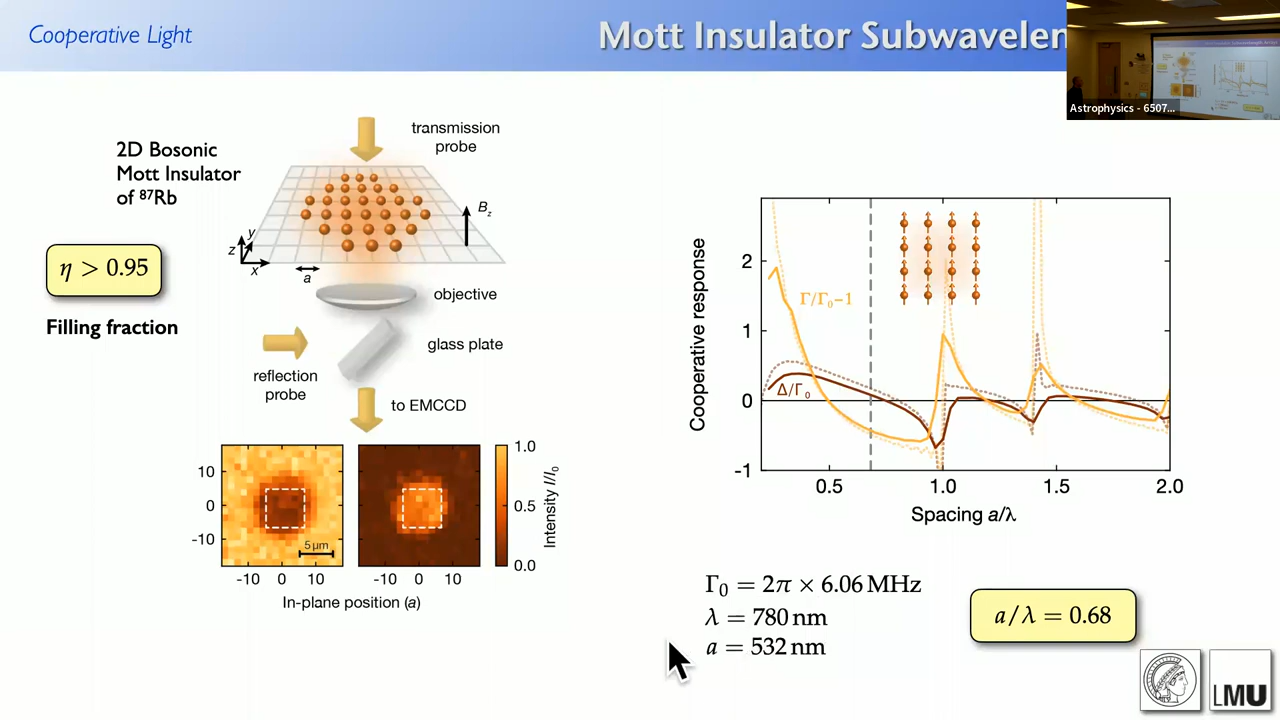 Cooperative Light
Mott Insulator Subwavelen
Astrophysics - 6507...
2D Bosonic
Mott Insulator
of ⁸⁷Rb
η > 0.95
Filling fraction
transmission
probe
B_z
y
z
x
a
objective
glass plate
reflection
probe
to EMCCD
10
0
-10
5 µm
-10 0 10
-10 0 10
In-plane position (a)
1.0
0.5
0.0
Intensity I/I₀
Cooperative response
2
1
0
-1
Γ/Γ₀−1
Δ/Γ₀
0.5 1.0 1.5 2.0
Spacing a/λ
Γ₀ = 2π × 6.06 MHz
λ = 780 nm
a = 532 nm
a/λ = 0.68
LMU